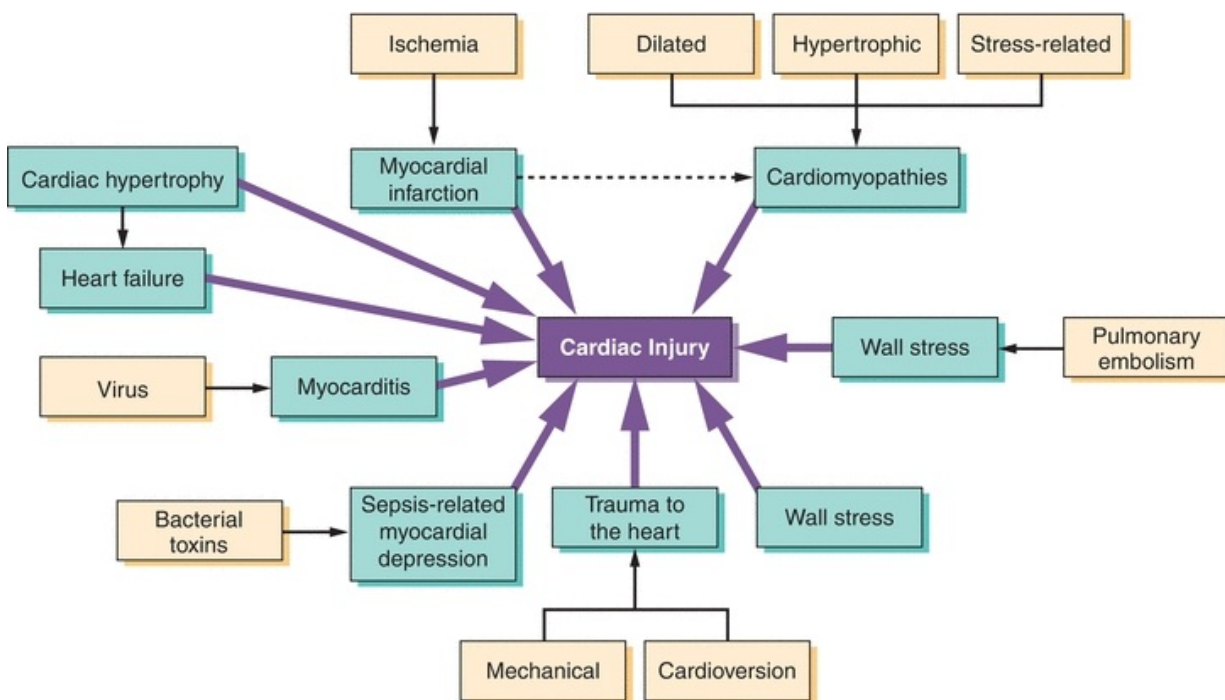 Ischemia
Dilated
Hypertrophic
Stress-related
Cardiac hypertrophy
Myocardial
infarction
Cardiomyopathies
Heart failure
Cardiac Injury
Wall stress
Pulmonary
embolism
Virus
Myocarditis
Bacterial
toxins
Sepsis-related
myocardial
depression
Trauma to
the heart
Wall stress
Mechanical
Cardioversion